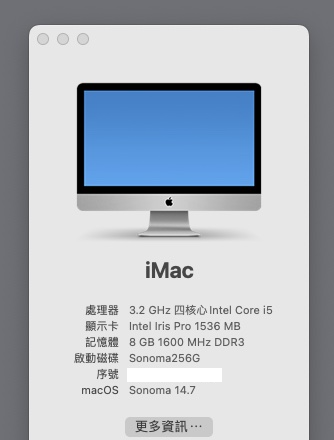 iMac
處理器 3.2 GHz 四核心 Intel Core i5
顯示卡 Intel Iris Pro 1536 MB
記憶體 8 GB 1600 MHz DDR3
啟動磁碟 Sonoma256G
序號
macOS Sonoma 14.7
更多資訊⋯